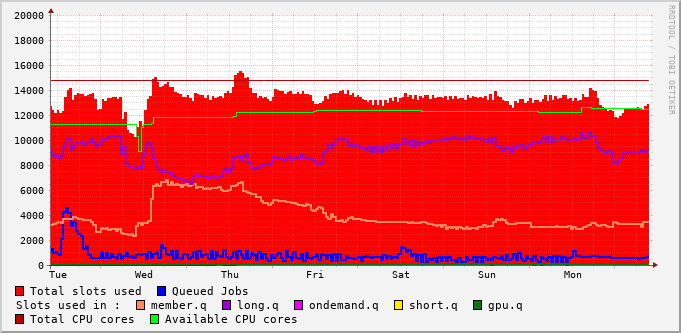 RRDTOOL / TOBI OETIKER
20000
18000
16000
14000
12000
10000
8000
6000
4000
2000
0
Tue Wed Thu Fri Sat Sun Mon
Total slots used Queued Jobs
Slots used in : member.q long.q ondemand.q short.q gpu.q
Total CPU cores Available CPU cores